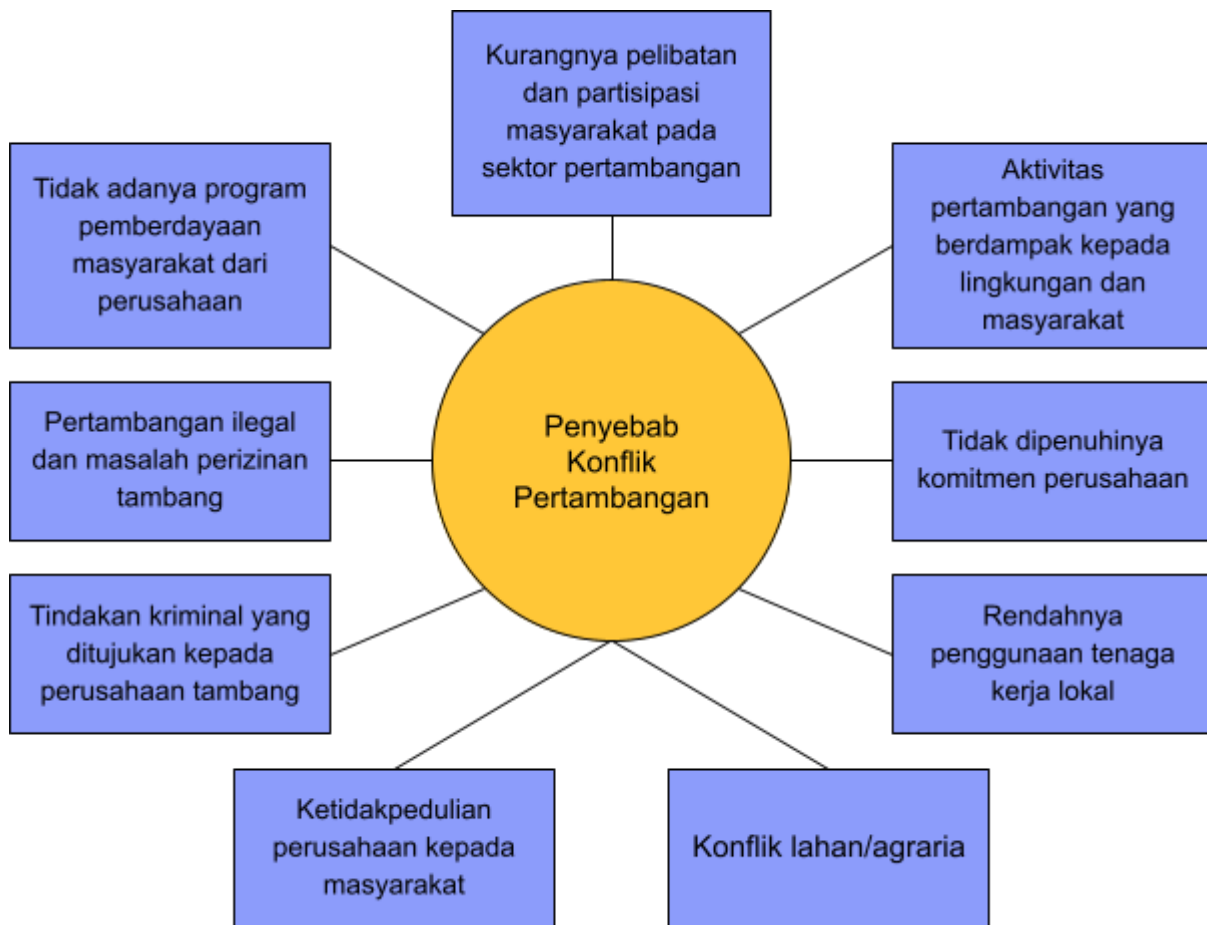 Kurangnya pelibatan
dan partisipasi
masyarakat pada
sektor pertambangan
Tidak adanya program
pemberdayaan
masyarakat dari
perusahaan
Aktivitas
pertambangan yang
berdampak kepada
lingkungan dan
masyarakat
Pertambangan ilegal
dan masalah perizinan
tambang
Penyebab
Konflik
Pertambangan
Tidak dipenuhinya
komitmen perusahaan
Tindakan kriminal yang
ditujukan kepada
perusahaan tambang
Rendahnya
penggunaan tenaga
kerja lokal
Ketidakpedulian
perusahaan kepada
masyarakat
Konflik lahan/agraria